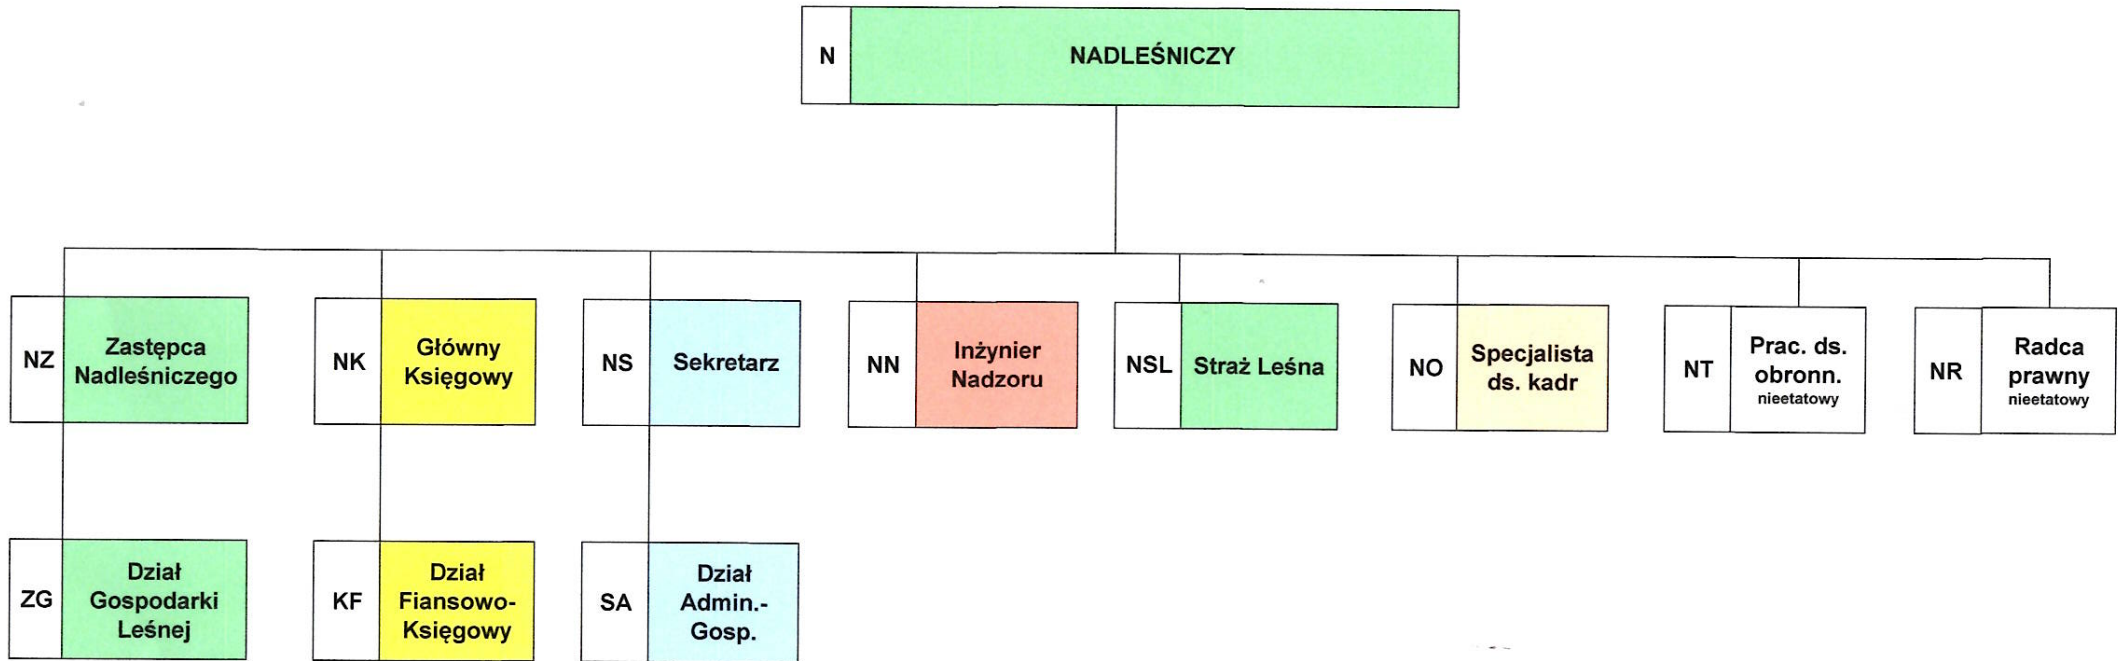 N
NADLEŚNICZY
NZ
Zastępca
Nadleśniczego
NK
Główny
Księgowy
NS
Sekretarz
NN
Inżynier
Nadzoru
NSL
Straż Leśna
NO
Specjalista
ds. kadr
NT
Prac. ds.
obronn.
nieetatowy
NR
Radca
prawny
nieetatowy
ZG
Dział
Gospodarki
Leśnej
KF
Dział
Fiansowo-
Księgowy
SA
Dział
Admin.-
Gosp.